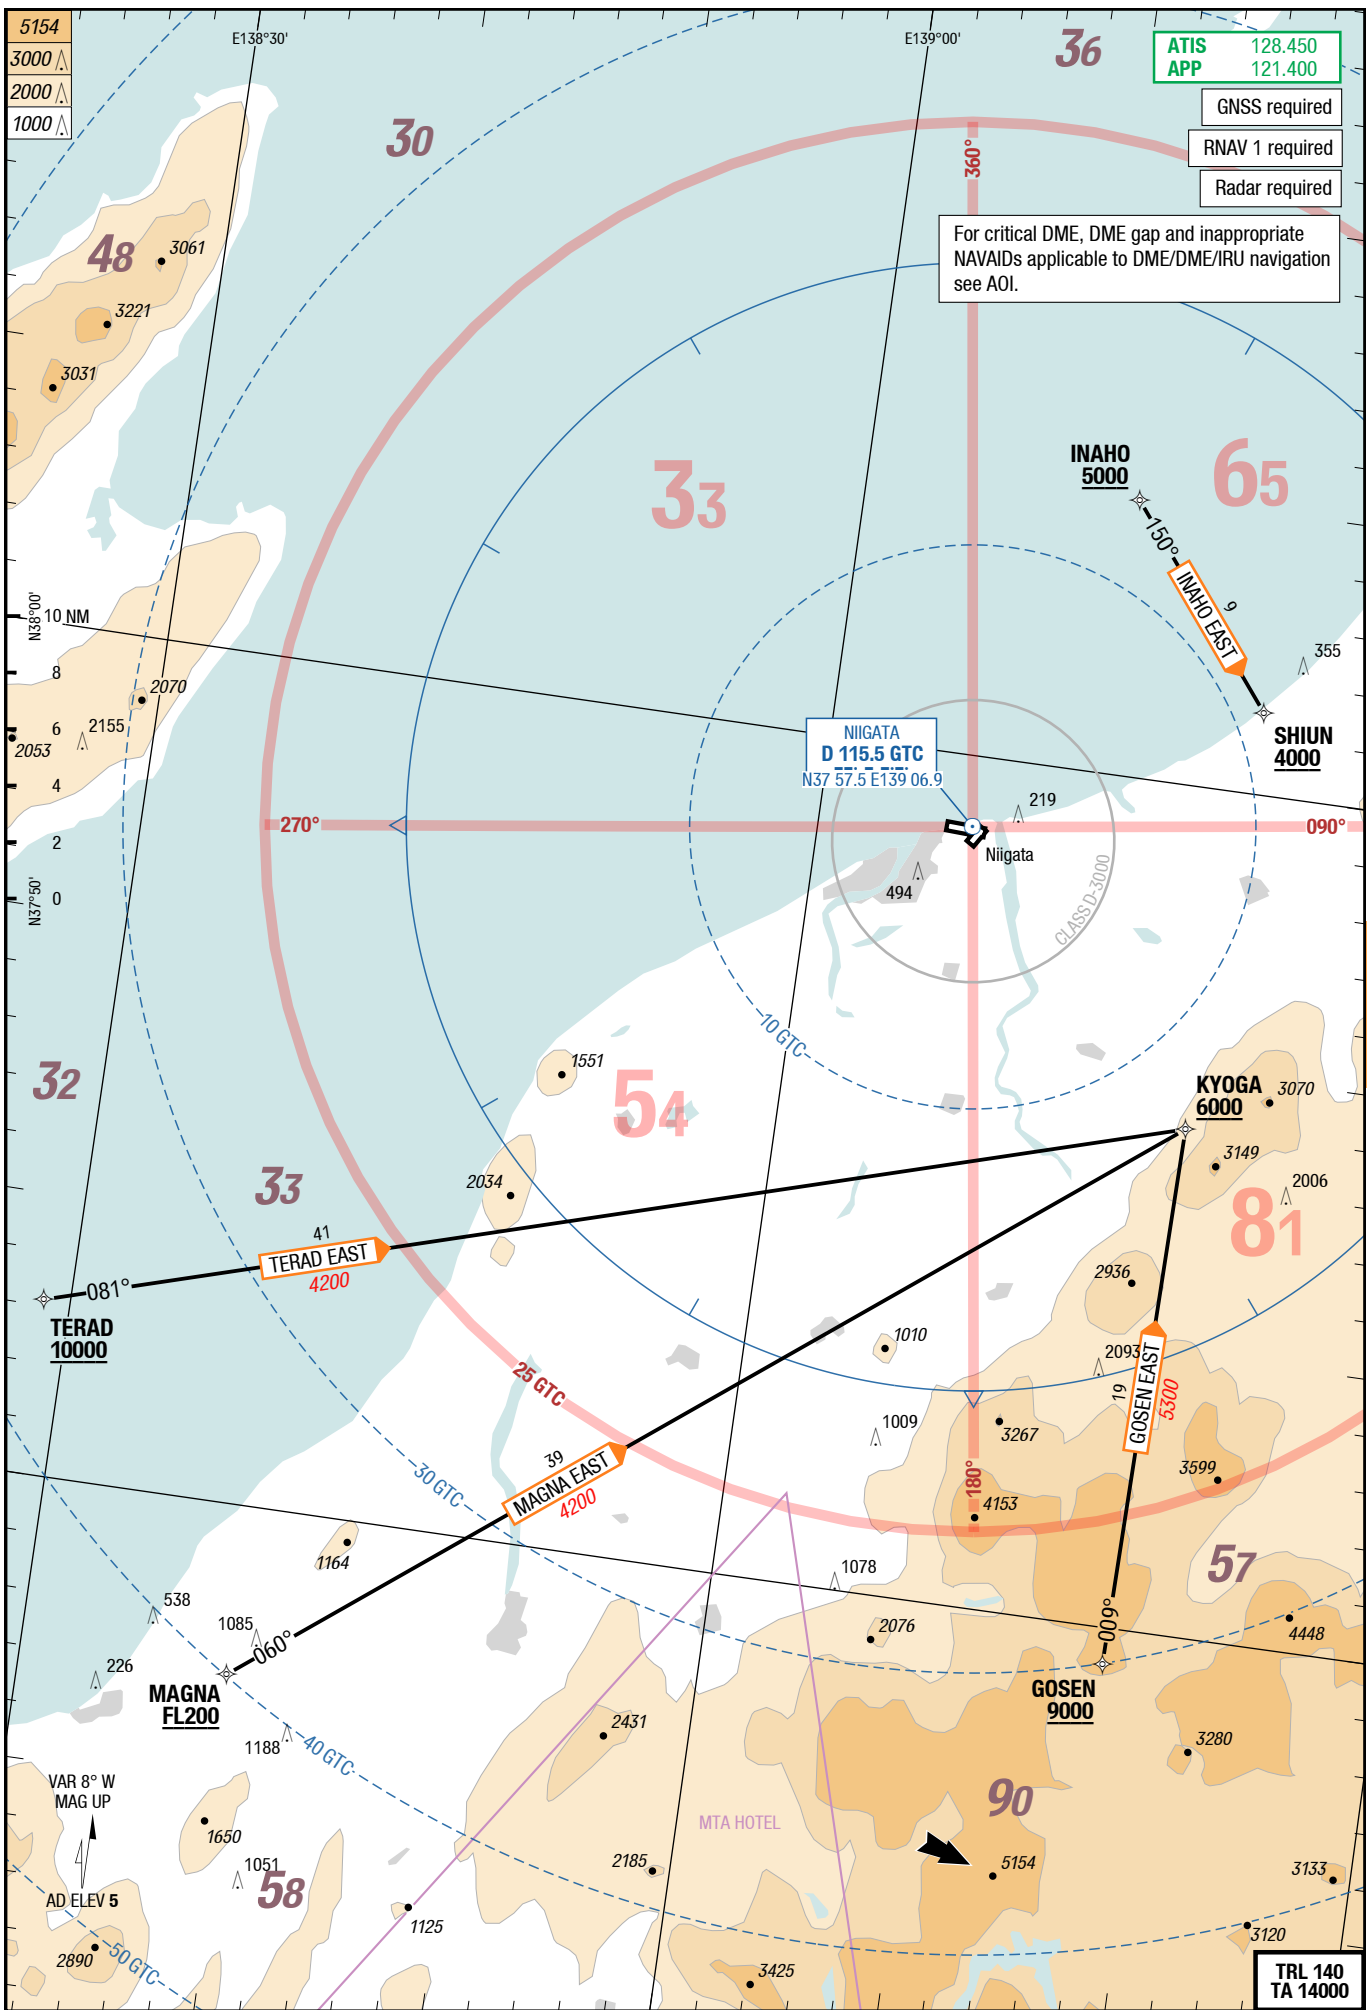 5154
3000
2000
1000
E138°30'
E139°00'
36
ATIS 128.450
APP 121.400
GNSS required
RNAV 1 required
Radar required
For critical DME, DME gap and inappropriate
NAVAIDs applicable to DME/DME/IRU navigation
see AOI.
30
360°
48
3061
3221
3031
33
INAHO
5000
65
150°
INAHO EAST
9
N38°00'
10 NM
8
6
4
2
0
N37°50'
2070
2155
2053
355
SHIUN
4000
NIIGATA
D 115.5 GTC
N37 57.5 E139 06.9
219
270°
090°
Niigata
494
CLASS D-3000
10 GTC
1551
54
32
KYOGA
6000
3070
3149
2006
81
33
2034
41
TERAD EAST
4200
081°
TERAD
10000
2936
1010
2093
19
GOSEN EAST
5300
25 GTC
1009
3267
3599
39
MAGNA EAST
4200
30 GTC
180°
4153
57
1164
1078
538
1085
060°
2076
009°
4448
226
MAGNA
FL200
GOSEN
9000
2431
1188
40 GTC
3280
VAR 8° W
MAG UP
90
MTA HOTEL
1650
1051
58
2185
5154
3133
AD ELEV 5
1125
3120
2890
50 GTC
3425
TRL 140
TA 14000